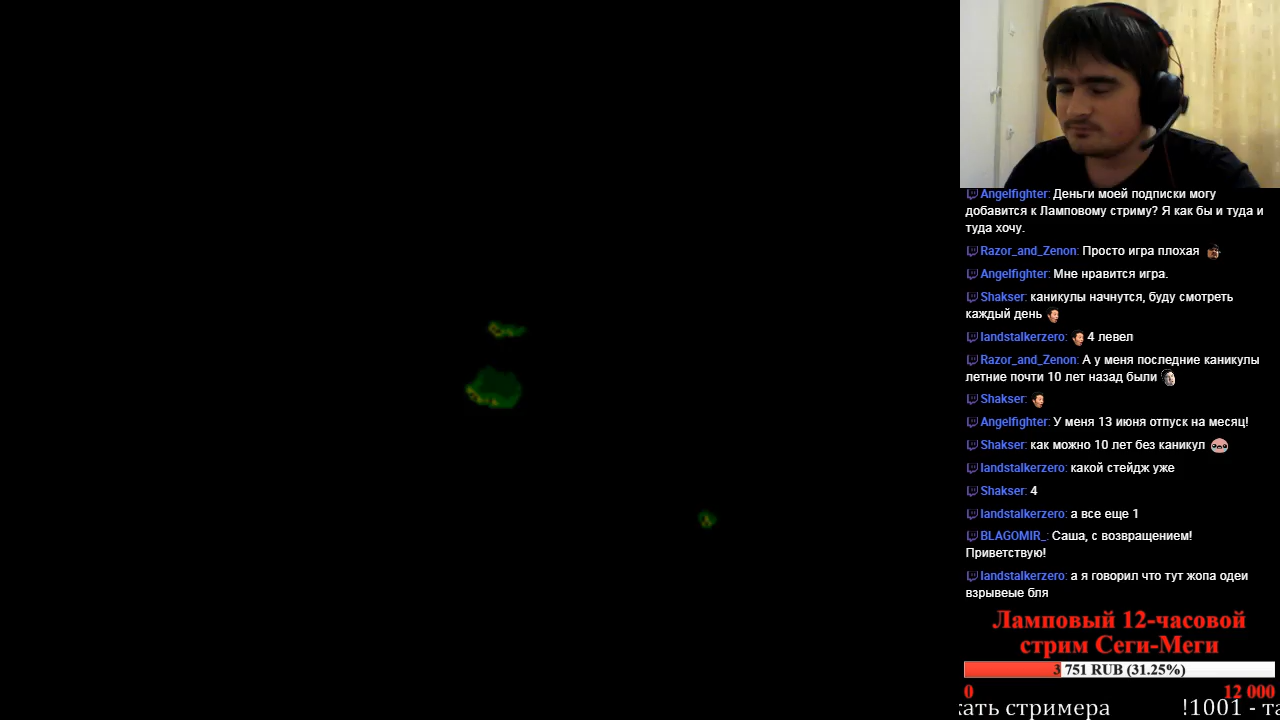 Angelfighter: Деньги моей подписки могу
добавится к Ламповому стриму? Я как бы и туда и
туда хочу.
Razor_and_Zenon: Просто игра плохая
Angelfighter: Мне нравится игра.
Shakser: каникулы начнутся, буду смотреть
каждый день
landstalkerzero: 4 левел
Razor_and_Zenon: А у меня последние каникулы
летние почти 10 лет назад были
Shakser:
Angelfighter: У меня 13 июня отпуск на месяц!
Shakser: как можно 10 лет без каникул
landstalkerzero: какой стейдж уже
Shakser: 4
landstalkerzero: а все еще 1
BLAGOMIR_: Саша, с возвращением!
Приветствую!
landstalkerzero: а я говорил что тут жопа одеи
взрывеые бля
Ламповый 12-часовой
стрим Сеги-Меги
3 751 RUB (31.25%)
0 12 000
стримера !1001 -